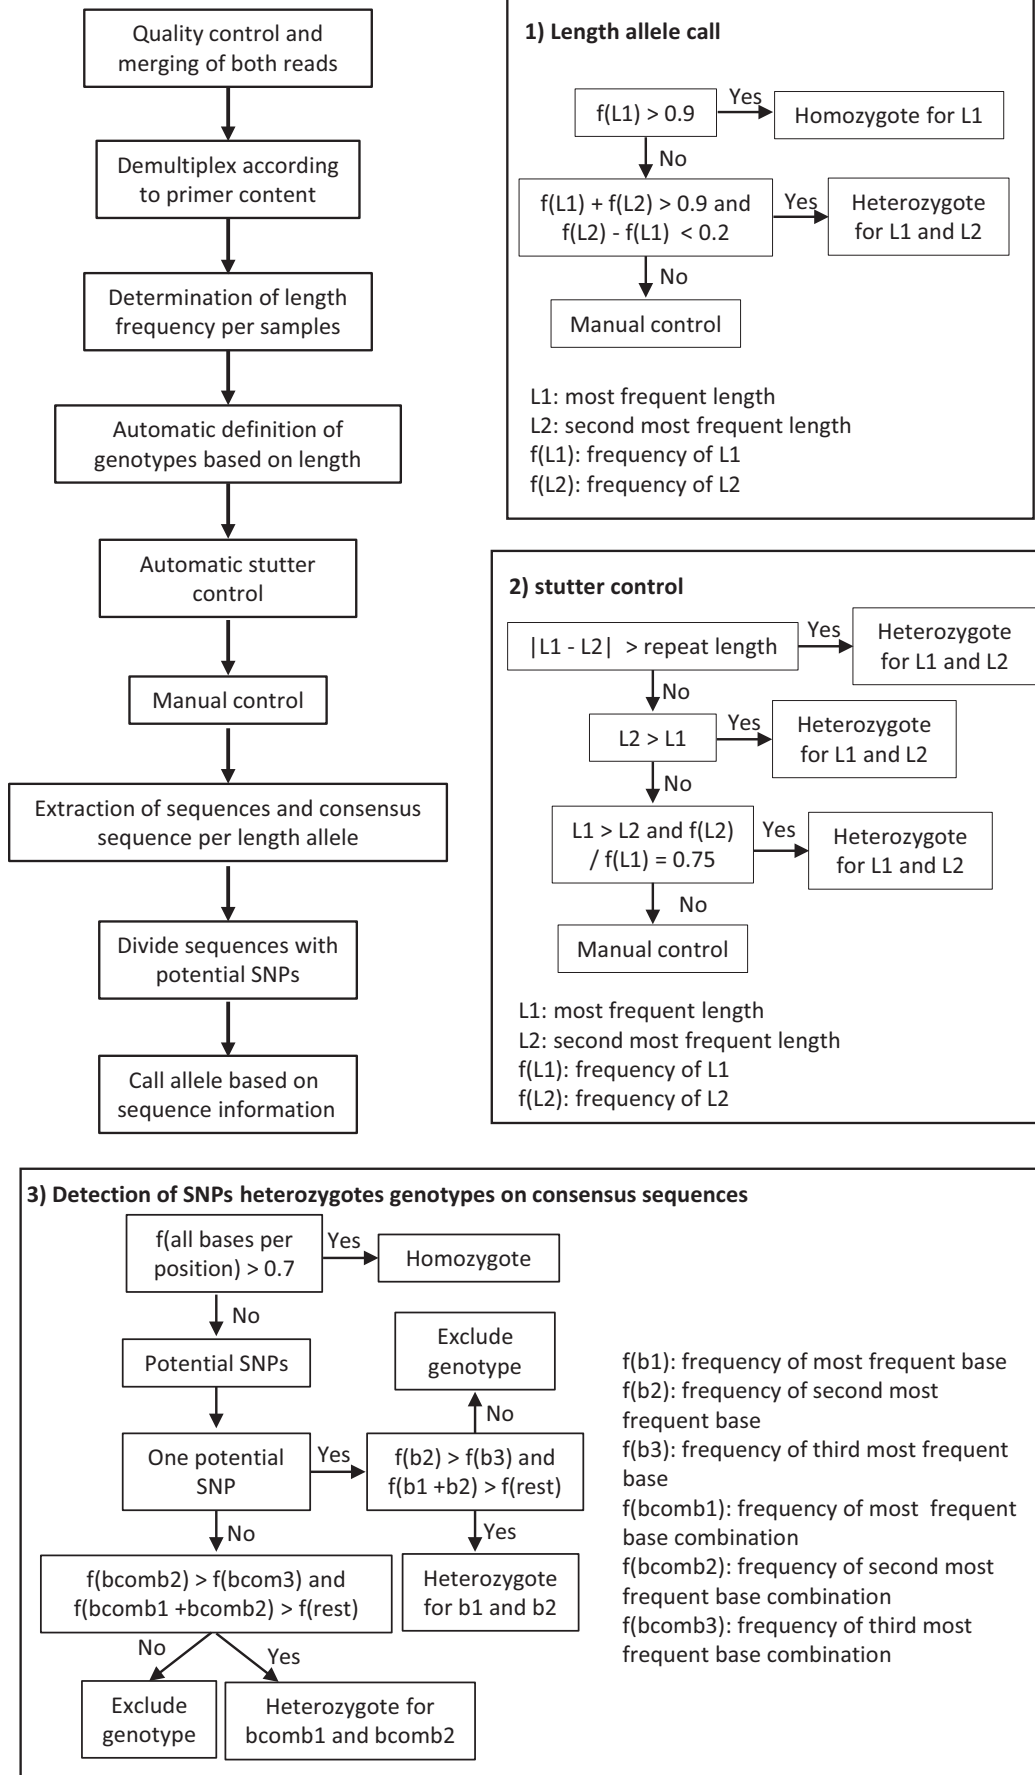 Quality control and
merging of both reads
Demultiplex according
to primer content
Determination of length
frequency per samples
Automatic definition of
genotypes based on length
Automatic stutter
control
Manual control
Extraction of sequences and consensus
sequence per length allele
Divide sequences with
potential SNPs
Call allele based on
sequence information
1) Length allele call
f(L1) > 0.9
Yes
Homozygote for L1
No
f(L1) + f(L2) > 0.9 and
f(L2) - f(L1) < 0.2
Yes
Heterozygote
for L1 and L2
No
Manual control
L1: most frequent length
L2: second most frequent length
f(L1): frequency of L1
f(L2): frequency of L2
2) stutter control
|L1 - L2| > repeat length
Yes
Heterozygote
for L1 and L2
No
L2 > L1
Yes
Heterozygote
for L1 and L2
No
L1 > L2 and f(L2)
/ f(L1) = 0.75
Yes
Heterozygote
for L1 and L2
No
Manual control
L1: most frequent length
L2: second most frequent length
f(L1): frequency of L1
f(L2): frequency of L2
3) Detection of SNPs heterozygotes genotypes on consensus sequences
f(all bases per
position) > 0.7
Yes
Homozygote
No
Potential SNPs
One potential
SNP
Yes
f(b2) > f(b3) and
f(b1 +b2) > f(rest)
No
Exclude
genotype
Yes
Heterozygote
for b1 and b2
No
f(bcomb2) > f(bcom3) and
f(bcomb1 +bcomb2) > f(rest)
No
Exclude
genotype
Yes
Heterozygote for
bcomb1 and bcomb2
f(b1): frequency of most frequent base
f(b2): frequency of second most
frequent base
f(b3): frequency of third most frequent
base
f(bcomb1): frequency of most frequent
base combination
f(bcomb2): frequency of second most
frequent base combination
f(bcomb3): frequency of third most
frequent base combination